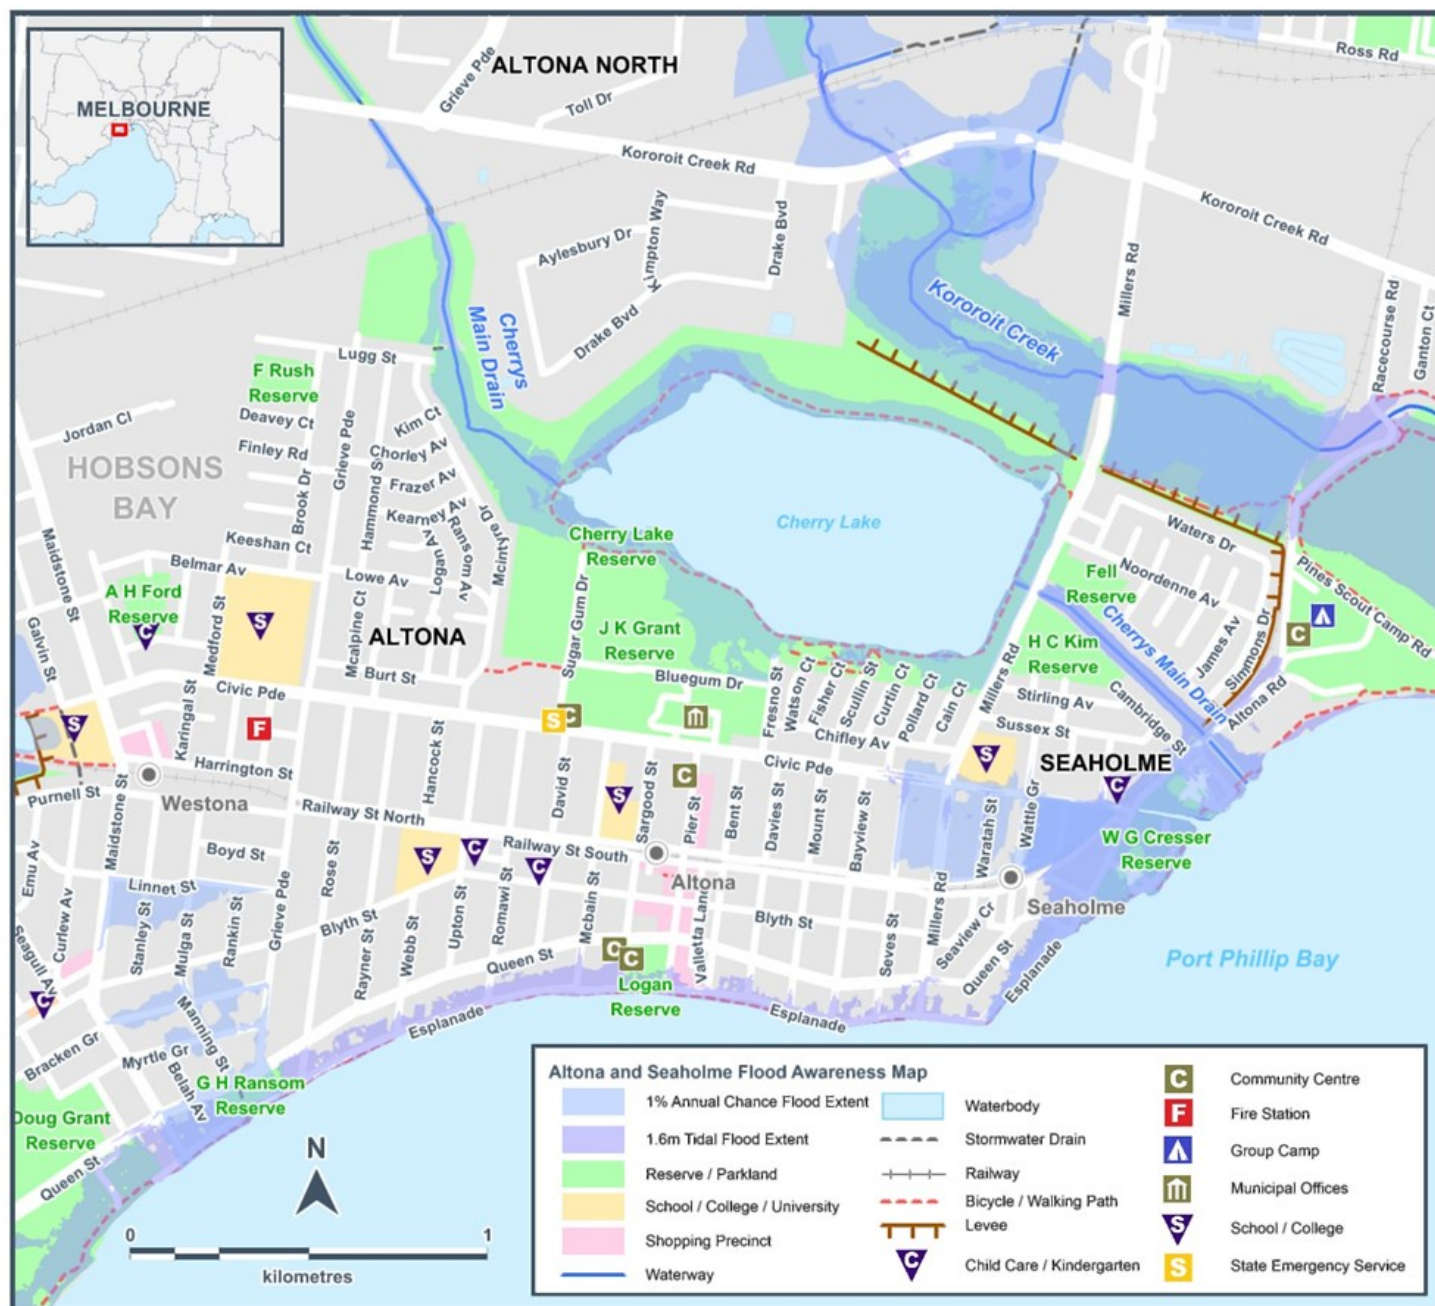 MELBOURNE
ALTONA NORTH
Grieve Pde
Toll Dr
Ross Rd
Kororoit Creek Rd
Kororoit Creek Rd
Millers Rd
Aylesbury Dr
Kimpton Way
Drake Bvd
Drake Bvd
Cherrys
Main Drain
Kororoit Creek
Racecourse Rd
Ganton Ct
Lugg St
F Rush
Reserve
Deavey Ct
Finley Rd
Jordan Cl
HOBSONS
BAY
Brook Dr
Grieve Pde
Hammond St
Kim Ct
Chorley Av
Frazer Av
Kearney Av
Ransom Av
Logan Av
Mcintyre Dr
Cherry Lake
Cherry Lake
Reserve
Waters Dr
Noordenne Av
Fell
Reserve
James Av
Simmons Dr
Pines Scout Camp Rd
Maidstone St
Keeshan Ct
Belmar Av
Lowe Av
A H Ford
Reserve
C
S
Medford St
Mcalpine Ct
ALTONA
Sugar Gum Dr
J K Grant
Reserve
H C Kim
Reserve
Cherrys Main Drain
C
Galvin St
Burt St
Bluegum Dr
Fresno St
Watson Ct
Fisher Ct
Scullin St
Curtin Ct
Pollard Ct
Cain Ct
Millers Rd
Stirling Av
Cambridge St
Altona Rd
Civic Pde
Karingal St
F
S
S
C
Chifley Av
Sussex St
SEAHOLME
Harrington St
Westona
Hancock St
David St
S
Sargood St
C
Pier St
Bent St
Civic Pde
Davies St
Mount St
Bayview St
S
Waratah St
Wattle Gr
C
Purnell St
Maidstone St
Railway St North
Railway St South
Altona
Seaholme
W G Cresser
Reserve
Emu Av
Curlew Av
Boyd St
Linnet St
Rose St
Grieve Pde
S
C
C
Blyth St
Blyth St
Stanley St
Mulga St
Rankin St
Rayner St
Webb St
Upton St
Romawi St
Mcbain St
Queen St
C
C
Logan
Reserve
Valletta Lane
Seves St
Millers Rd
Seaview Cr
Queen St
Esplanade
Port Phillip Bay
Seagull Av
C
Esplanade
Esplanade
Bracken Gr
Myrtle Gr
Manning St
Belah Av
G H Ransom
Reserve
Doug Grant
Reserve
Queen St
N
0
1
kilometres
Altona and Seaholme Flood Awareness Map
1% Annual Chance Flood Extent
1.6m Tidal Flood Extent
Reserve / Parkland
School / College / University
Shopping Precinct
Waterway
Waterbody
Stormwater Drain
Railway
Bicycle / Walking Path
Levee
C Child Care / Kindergarten
C Community Centre
F Fire Station
Group Camp
Municipal Offices
S School / College
S State Emergency Service